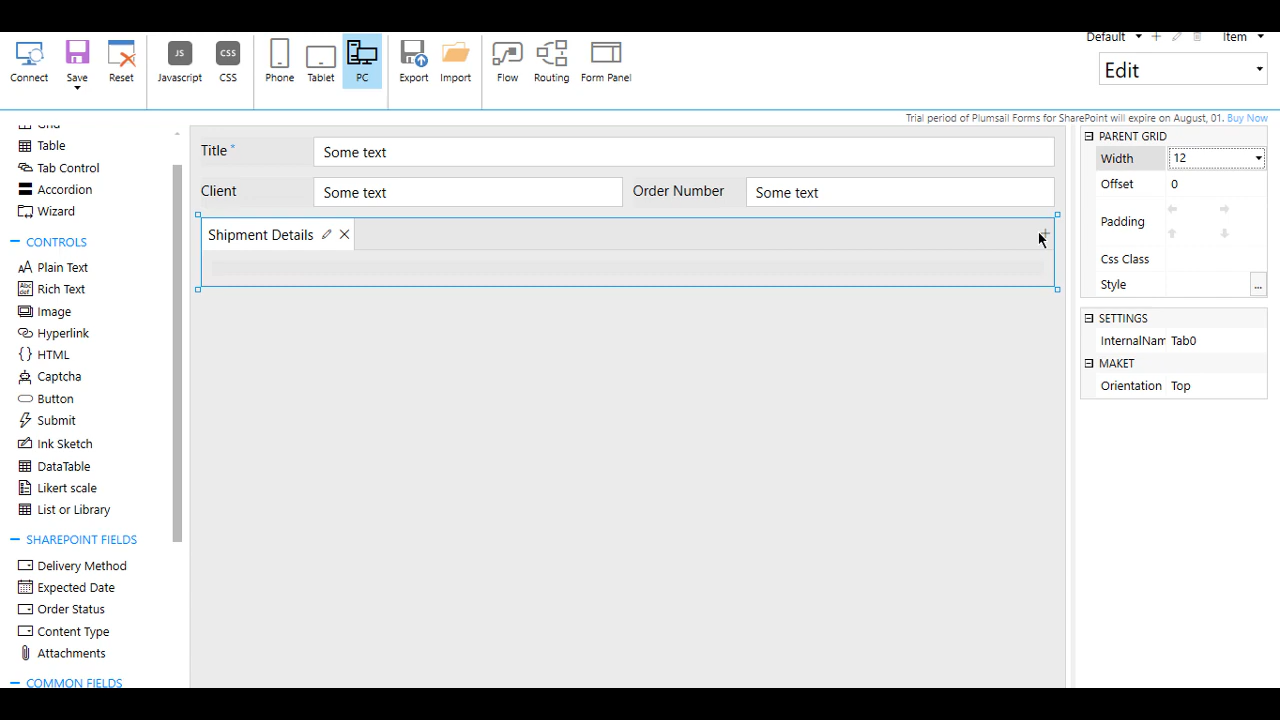 Default Item
JS CSS
Connect Save Reset Javascript CSS Phone Tablet PC Export Import Flow Routing Form Panel
Edit
Trial period of Plumsail Forms for SharePoint will expire on August, 01. Buy Now
Grid
Table
Tab Control
Accordion
Wizard
CONTROLS
Plain Text
Abc def Rich Text
Image
Hyperlink
{} HTML
Captcha
Button
Submit
Ink Sketch
DataTable
Likert scale
List or Library
SHAREPOINT FIELDS
Delivery Method
Expected Date
Order Status
Content Type
Attachments
COMMON FIELDS
Title * Some text
Client Some text Order Number Some text
Shipment Details
PARENT GRID
Width 12
Offset 0
Padding
Css Class
Style ...
SETTINGS
InternalNam Tab0
MAKET
Orientation Top